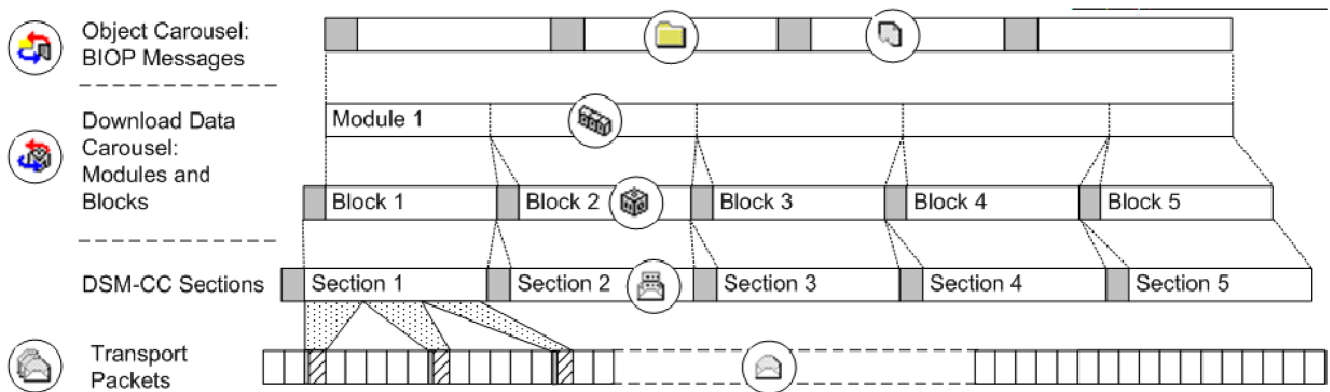 Object Carousel:
BIOP Messages
Module 1
Download Data
Carousel:
Modules and
Blocks
Block 1
Block 2
Block 3
Block 4
Block 5
DSM-CC Sections
Section 1
Section 2
Section 3
Section 4
Section 5
Transport
Packets